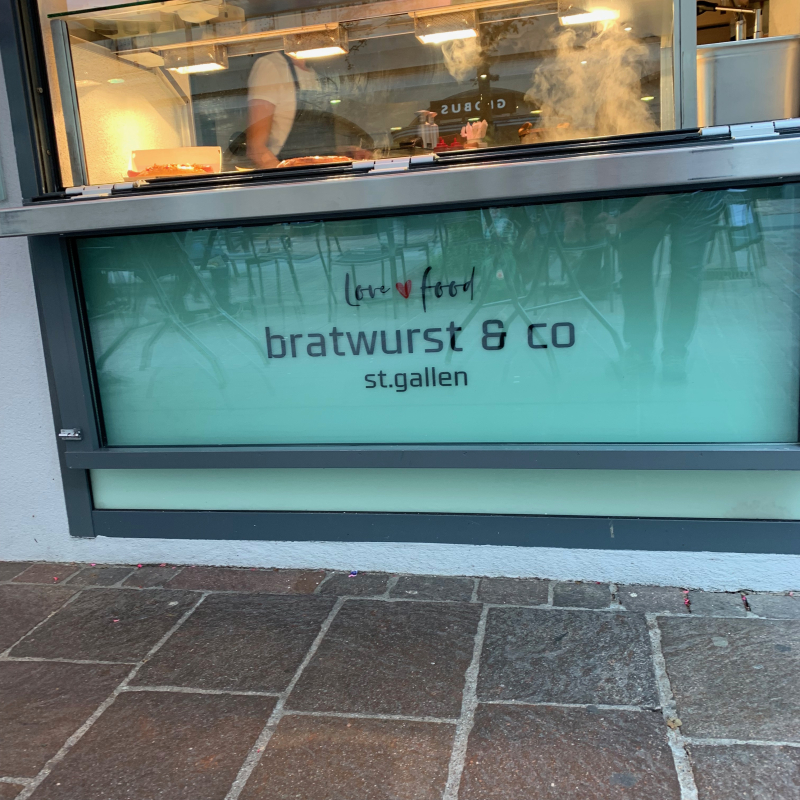 GLOBUS
Love food
bratwurst & co
st.gallen